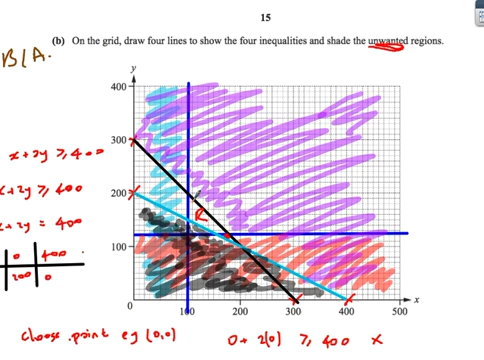 15
(b) On the grid, draw four lines to show the four inequalities and shade the unwanted regions.
B/A.
y
400
300
200
100
0
100
200
300
400
500
x
x + 2y ≥ 400
x + 2y ≥ 400
x + 2y = 400
0 | 400
200 | 0
R
choose point eg (0,0)
0 + 2(0) ≥ 400 x